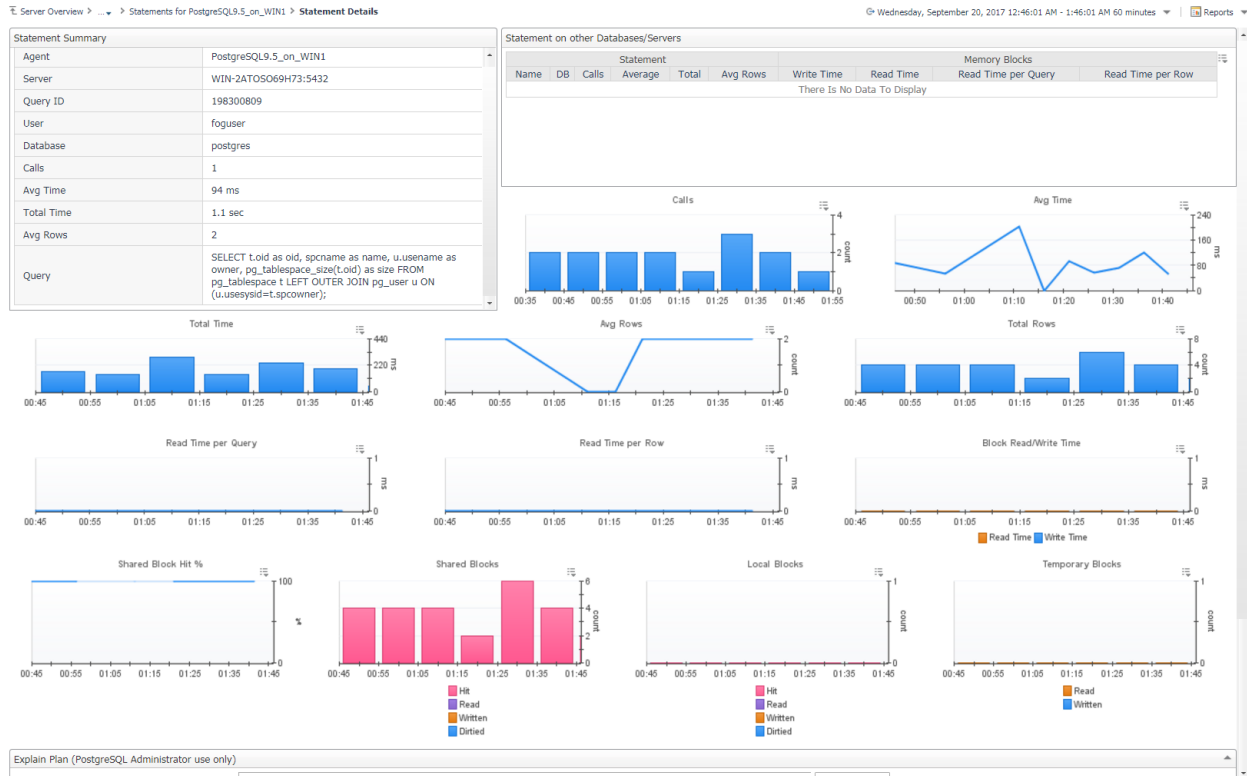 Server Overview > ... > Statements for PostgreSQL9.5_on_WIN1 > Statement Details
Wednesday, September 20, 2017 12:46:01 AM - 1:46:01 AM 60 minutes
Reports
Statement Summary
Agent PostgreSQL9.5_on_WIN1
Server WIN-2ATOSO69H73:5432
Query ID 198300809
User foguser
Database postgres
Calls 1
Avg Time 94 ms
Total Time 1.1 sec
Avg Rows 2
Query
SELECT t.oid as oid, spcname as name, u.usename as
owner, pg_tablespace_size(t.oid) as size FROM
pg_tablespace t LEFT OUTER JOIN pg_user u ON
(u.usesysid=t.spcowner);
Statement on other Databases/Servers
Statement Memory Blocks
Name DB Calls Average Total Avg Rows Write Time Read Time Read Time per Query Read Time per Row
There Is No Data To Display
Calls
4
2
0
count
00:35 00:45 00:55 01:05 01:15 01:25 01:35 01:45 01:55
Avg Time
240
160
80
0
ms
00:50 01:00 01:10 01:20 01:30 01:40
Total Time
440
220
0
ms
00:45 00:55 01:05 01:15 01:25 01:35 01:45
Avg Rows
2
0
count
00:45 00:55 01:05 01:15 01:25 01:35 01:45
Total Rows
8
4
0
count
00:45 00:55 01:05 01:15 01:25 01:35 01:45
Read Time per Query
1
0
ms
00:45 00:55 01:05 01:15 01:25 01:35 01:45
Read Time per Row
1
0
ms
00:45 00:55 01:05 01:15 01:25 01:35 01:45
Block Read/Write Time
1
0
ms
00:45 00:55 01:05 01:15 01:25 01:35 01:45
Read Time Write Time
Shared Block Hit %
100
0
%
00:45 00:55 01:05 01:15 01:25 01:35 01:45
Shared Blocks
6
4
2
0
count
00:45 00:55 01:05 01:15 01:25 01:35 01:45
Hit
Read
Written
Dirtied
Local Blocks
1
0
count
00:45 00:55 01:05 01:15 01:25 01:35 01:45
Hit
Read
Written
Dirtied
Temporary Blocks
1
0
count
00:45 00:55 01:05 01:15 01:25 01:35 01:45
Read
Written
Explain Plan (PostgreSQL Administrator use only)